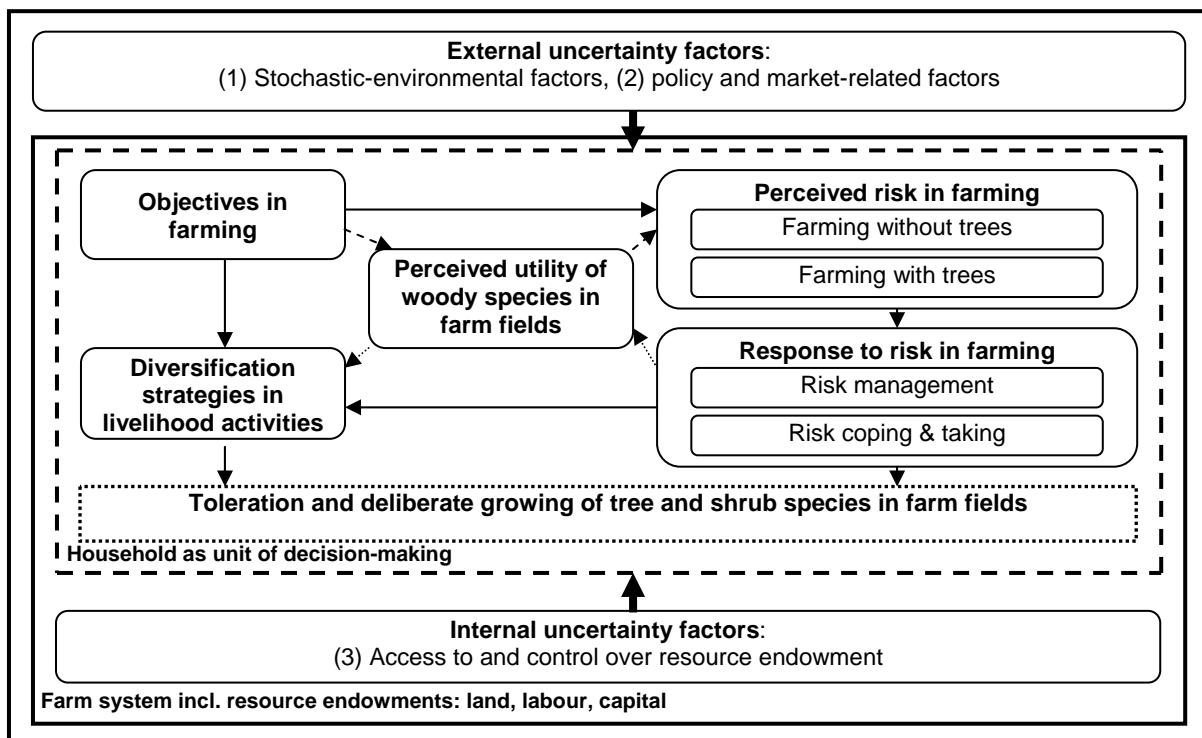 External uncertainty factors:
(1) Stochastic-environmental factors, (2) policy and market-related factors
Objectives in
farming
Perceived risk in farming
Farming without trees
Farming with trees
Perceived utility of
woody species in
farm fields
Diversification
strategies in
livelihood activities
Response to risk in farming
Risk management
Risk coping & taking
Toleration and deliberate growing of tree and shrub species in farm fields
Household as unit of decision-making
Internal uncertainty factors:
(3) Access to and control over resource endowment
Farm system incl. resource endowments: land, labour, capital